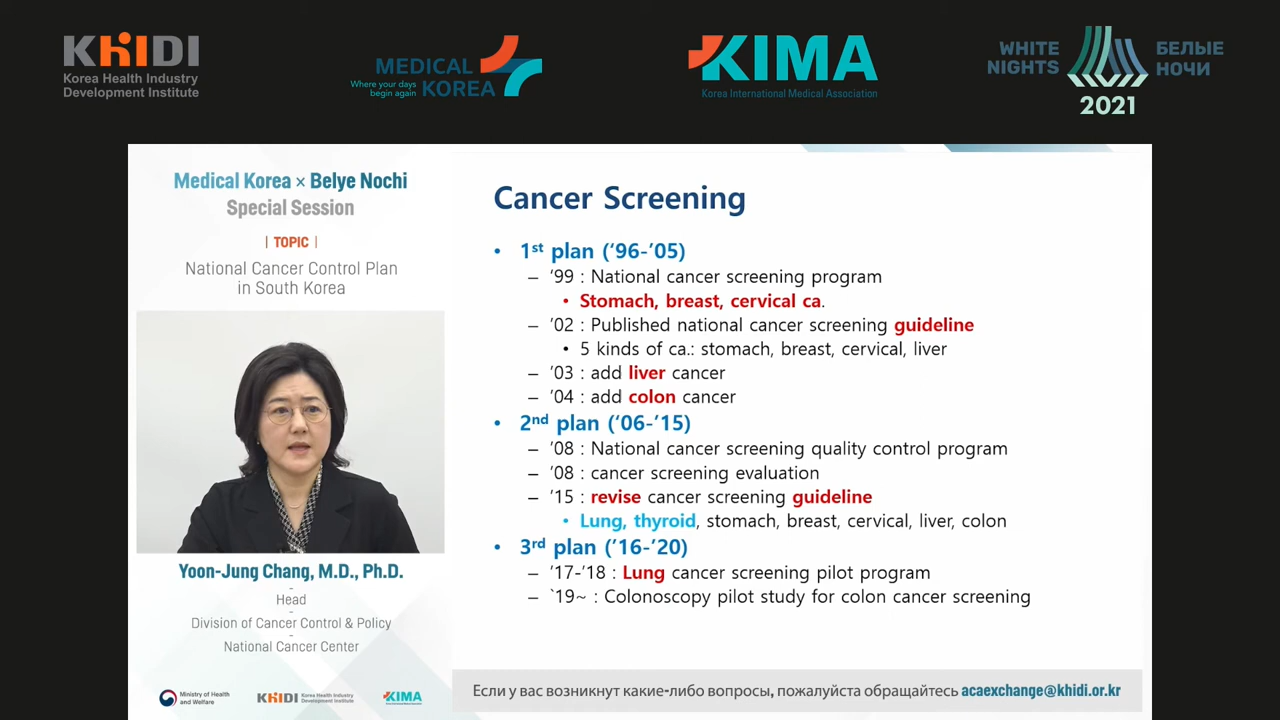 KHIDI
Korea Health Industry
Development Institute
MEDICAL
KOREA
Where your days
begin again
KIMA
Korea International Medical Association
WHITE
NIGHTS
БЕЛЫЕ
НОЧИ
2021
Medical Korea × Belye Nochi
Special Session
| TOPIC |
National Cancer Control Plan
in South Korea
Yoon-Jung Chang, M.D., Ph.D.
-
Head
-
Division of Cancer Control & Policy
-
National Cancer Center
Ministry of Health
and Welfare
KHIDI
Korea Health Industry
Development Institute
KIMA
Cancer Screening
• 1st plan (‘96-’05)
– ‘99 : National cancer screening program
• Stomach, breast, cervical ca.
– ’02 : Published national cancer screening guideline
• 5 kinds of ca.: stomach, breast, cervical, liver
– ’03 : add liver cancer
– ’04 : add colon cancer
• 2nd plan (‘06-’15)
– ’08 : National cancer screening quality control program
– ’08 : cancer screening evaluation
– ’15 : revise cancer screening guideline
• Lung, thyroid, stomach, breast, cervical, liver, colon
• 3rd plan (’16-’20)
– ’17-’18 : Lung cancer screening pilot program
– `19~ : Colonoscopy pilot study for colon cancer screening
Если у вас возникнут какие-либо вопросы, пожалуйста обращайтесь acaexchange@khidi.or.kr